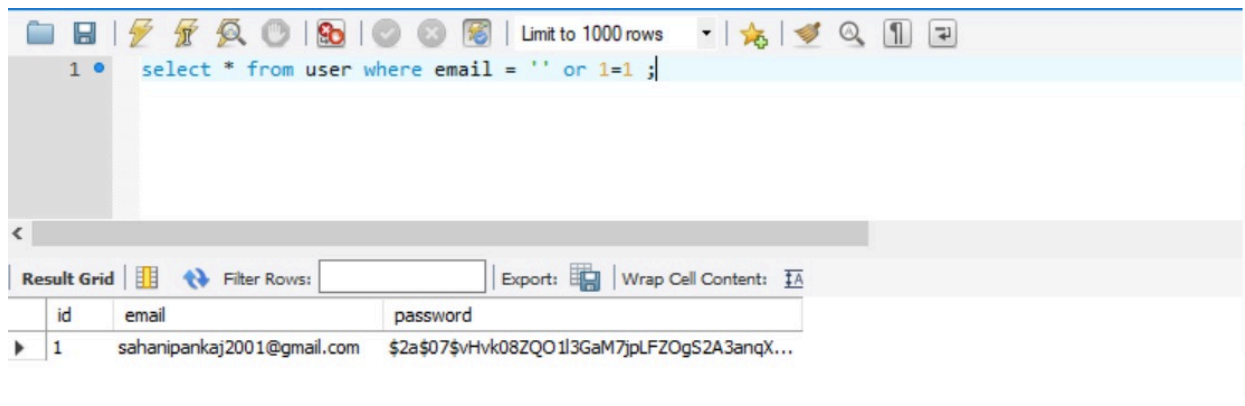 Limit to 1000 rows
1 select * from user where email = '' or 1=1 ;
Result Grid Filter Rows: Export: Wrap Cell Content: IA
id email password
1 sahanipankaj2001@gmail.com $2a$07$vHvk08ZQO1l3GaM7jpLFZOgS2A3anqX...